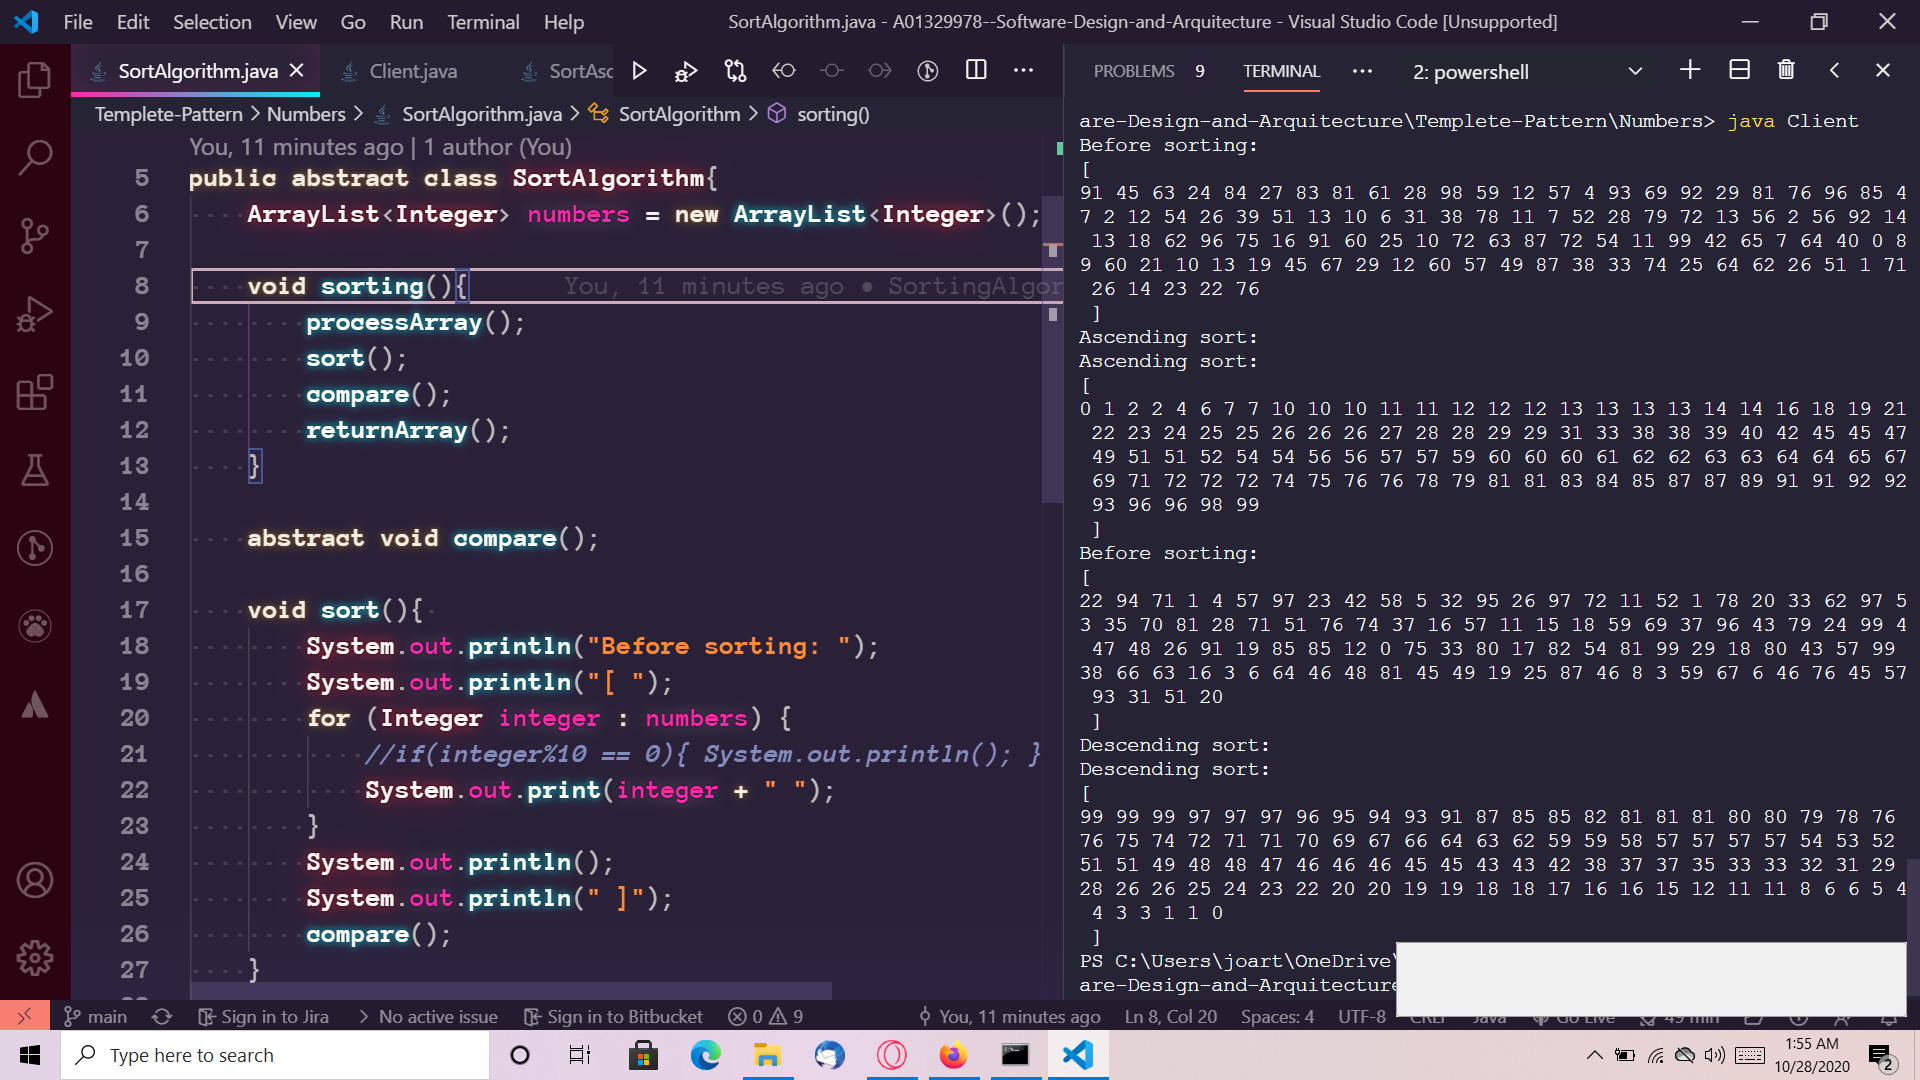 File Edit Selection View Go Run Terminal Help SortAlgorithm.java - A01329978--Software-Design-and-Arquitecture - Visual Studio Code [Unsupported]
SortAlgorithm.java Client.java SortAsc
Templete-Pattern > Numbers > SortAlgorithm.java > SortAlgorithm > sorting()
You, 11 minutes ago | 1 author (You)
5 public abstract class SortAlgorithm{
6 ArrayList<Integer> numbers = new ArrayList<Integer>();
7
8 void sorting(){ You, 11 minutes ago • SortingAlgor
9 processArray();
10 sort();
11 compare();
12 returnArray();
13 }
14
15 abstract void compare();
16
17 void sort(){
18 System.out.println("Before sorting: ");
19 System.out.println("[ ");
20 for (Integer integer : numbers) {
21 //if(integer%10 == 0){ System.out.println(); }
22 System.out.print(integer + " ");
23 }
24 System.out.println();
25 System.out.println(" ]");
26 compare();
27 }
PROBLEMS 9 TERMINAL ··· 2: powershell
are-Design-and-Arquitecture\Templete-Pattern\Numbers> java Client
Before sorting:
[
91 45 63 24 84 27 83 81 61 28 98 59 12 57 4 93 69 92 29 81 76 96 85 4
7 2 12 54 26 39 51 13 10 6 31 38 78 11 7 52 28 79 72 13 56 2 56 92 14
13 18 62 96 75 16 91 60 25 10 72 63 87 72 54 11 99 42 65 7 64 40 0 8
9 60 21 10 13 19 45 67 29 12 60 57 49 87 38 33 74 25 64 62 26 51 1 71
26 14 23 22 76
]
Ascending sort:
Ascending sort:
[
0 1 2 2 4 6 7 7 10 10 10 11 11 12 12 12 13 13 13 13 14 14 16 18 19 21
22 23 24 25 25 26 26 26 27 28 28 29 29 31 33 38 38 39 40 42 45 45 47
49 51 51 52 54 54 56 56 57 57 59 60 60 60 61 62 62 63 63 64 64 65 67
69 71 72 72 72 74 75 76 76 78 79 81 81 83 84 85 87 87 89 91 91 92 92
93 96 96 98 99
]
Before sorting:
[
22 94 71 1 4 57 97 23 42 58 5 32 95 26 97 72 11 52 1 78 20 33 62 97 5
3 35 70 81 28 71 51 76 74 37 16 57 11 15 18 59 69 37 96 43 79 24 99 4
47 48 26 91 19 85 85 12 0 75 33 80 17 82 54 81 99 29 18 80 43 57 99
38 66 63 16 3 6 64 46 48 81 45 49 19 25 87 46 8 3 59 67 6 46 76 45 57
93 31 51 20
]
Descending sort:
Descending sort:
[
99 99 99 97 97 97 96 95 94 93 91 87 85 85 82 81 81 81 80 80 79 78 76
76 75 74 72 71 71 70 69 67 66 64 63 62 59 59 58 57 57 57 57 54 53 52
51 51 49 48 48 47 46 46 46 45 45 43 43 42 38 37 37 35 33 33 32 31 29
28 26 26 25 24 23 22 20 20 19 19 18 18 17 16 16 15 12 11 11 8 6 6 5 4
4 3 3 1 1 0
]
PS C:\Users\joart\OneDrive\
are-Design-and-Arquitecture
main Sign in to Jira No active issue Sign in to Bitbucket 0 9 You, 11 minutes ago Ln 8, Col 20 Spaces: 4 UTF-8 CRLF Java Go Live 49 min
Type here to search
1:55 AM
10/28/2020
2